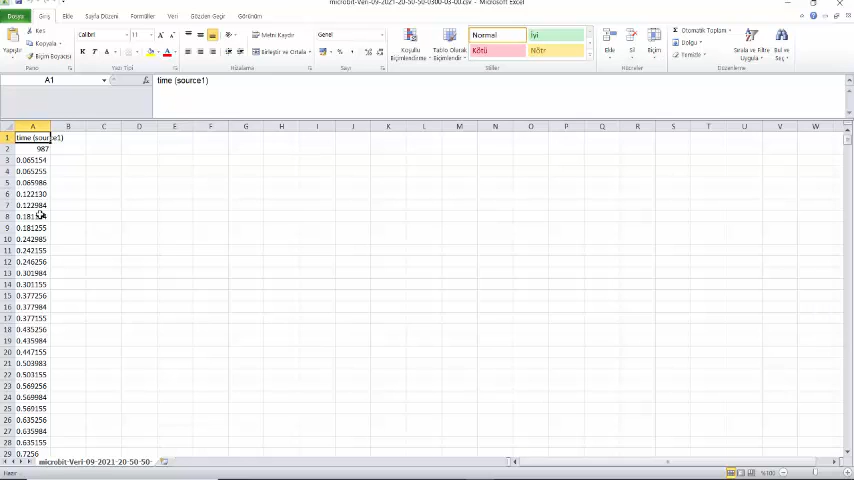 microbit-Veri-09-2021-20-50-50-0300-03-00.csv - Microsoft Excel
Dosya Giriş Ekle Sayfa Düzeni Formüller Veri Gözden Geçir Görünüm
Yapıştır
Kes
Kopyala
Biçim Boyacısı
Pano
Calibri 11
Yazı Tipi
Metni Kaydır
Birleştir ve Ortala
Hizalama
Genel
Sayı
Koşullu Biçimlendirme
Tablo Olarak Biçimlendir
Normal İyi
Kötü Nötr
Stiller
Ekle Sil Biçim
Hücreler
Otomatik Toplam
Dolgu
Temizle
Sırala ve Filtre Uygula
Bul ve Seç
Düzenleme
A1 fx time (source1)
A B C D E F G H I J K L M N O P Q R S T U V W
1 time (source1)
2 987
3 0.065154
4 0.065255
5 0.065986
6 0.122130
7 0.122984
8
9 0.181255
10 0.242985
11 0.242155
12 0.246256
13 0.301984
14 0.301155
15 0.377256
16 0.377984
17 0.377155
18 0.435256
19 0.435984
20 0.447155
21 0.503983
22 0.503155
23 0.569256
24 0.569984
25 0.569155
26 0.635256
27 0.635984
28 0.635155
29 0.7256
microbit-Veri-09-2021-20-50-50-
Hazır %100